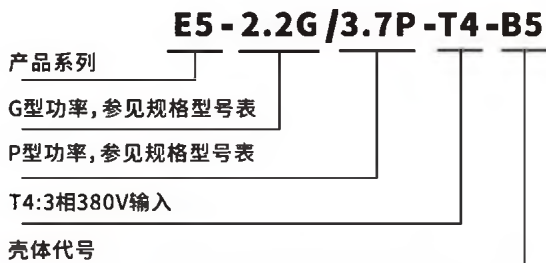 E5-2.2G/3.7P-T4-B5
产品系列
G型功率,参见规格型号表
P型功率,参见规格型号表
T4:3相380V输入
壳体代号